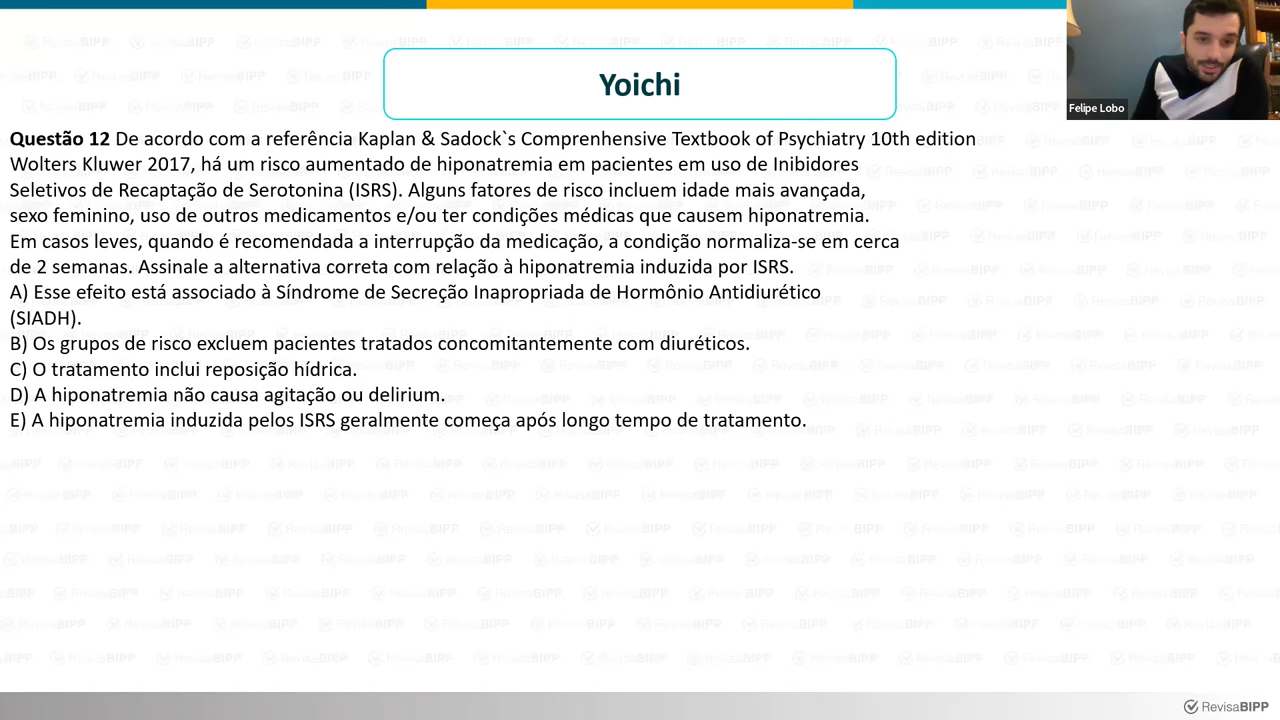 Yoichi
Felipe Lobo
Questão 12 De acordo com a referência Kaplan & Sadock`s Comprenhensive Textbook of Psychiatry 10th edition
Wolters Kluwer 2017, há um risco aumentado de hiponatremia em pacientes em uso de Inibidores
Seletivos de Recaptação de Serotonina (ISRS). Alguns fatores de risco incluem idade mais avançada,
sexo feminino, uso de outros medicamentos e/ou ter condições médicas que causem hiponatremia.
Em casos leves, quando é recomendada a interrupção da medicação, a condição normaliza-se em cerca
de 2 semanas. Assinale a alternativa correta com relação à hiponatremia induzida por ISRS.
A) Esse efeito está associado à Síndrome de Secreção Inapropriada de Hormônio Antidiurético
(SIADH).
B) Os grupos de risco excluem pacientes tratados concomitantemente com diuréticos.
C) O tratamento inclui reposição hídrica.
D) A hiponatremia não causa agitação ou delirium.
E) A hiponatremia induzida pelos ISRS geralmente começa após longo tempo de tratamento.
RevisaBIPP